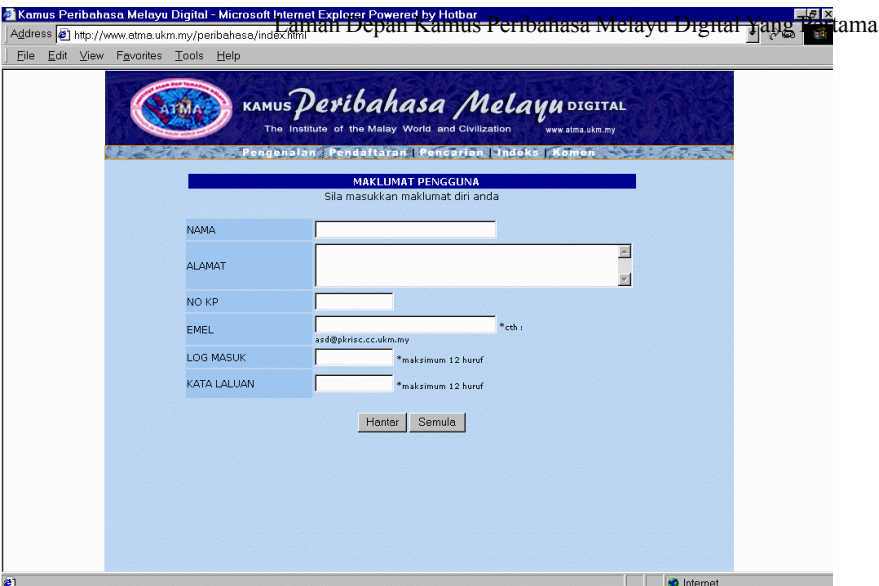 Kamus Peribahasa Melayu Digital - Microsoft Internet Explorer Powered by Hotbar
Laman Depan Kamus Peribahasa Melayu Digital Yang Pertama
Address http://www.atma.ukm.my/peribahasa/index.html
File Edit View Favorites Tools Help
ATMA
KAMUS Peribahasa Melayu DIGITAL
The Institute of the Malay World and Civilization www.atma.ukm.my
Pengenalan | Pendaftaran | Pencarian | Indeks | Komen
MAKLUMAT PENGGUNA
Sila masukkan maklumat diri anda
NAMA
ALAMAT
NO KP
EMEL *cth :
asd@pkrisc.cc.ukm.my
LOG MASUK *maksimum 12 huruf
KATA LALUAN *maksimum 12 huruf
Hantar Semula
Internet